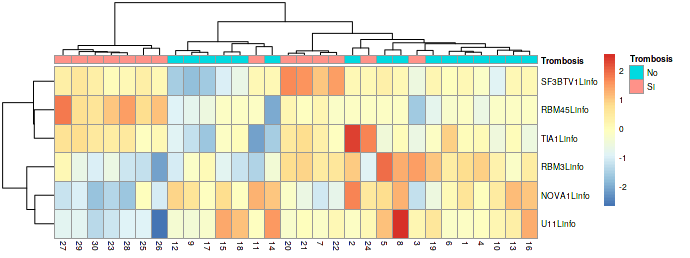 Trombosis
SF3BTV1Linfo
RBM45Linfo
TIA1Linfo
RBM3Linfo
NOVA1Linfo
U11Linfo
27 29 30 23 28 25 26 12 9 17 15 18 11 14 20 21 7 22 2 24 5 8 3 19 6 1 4 10 13 16
2
1
0
-1
-2
Trombosis
No
Si